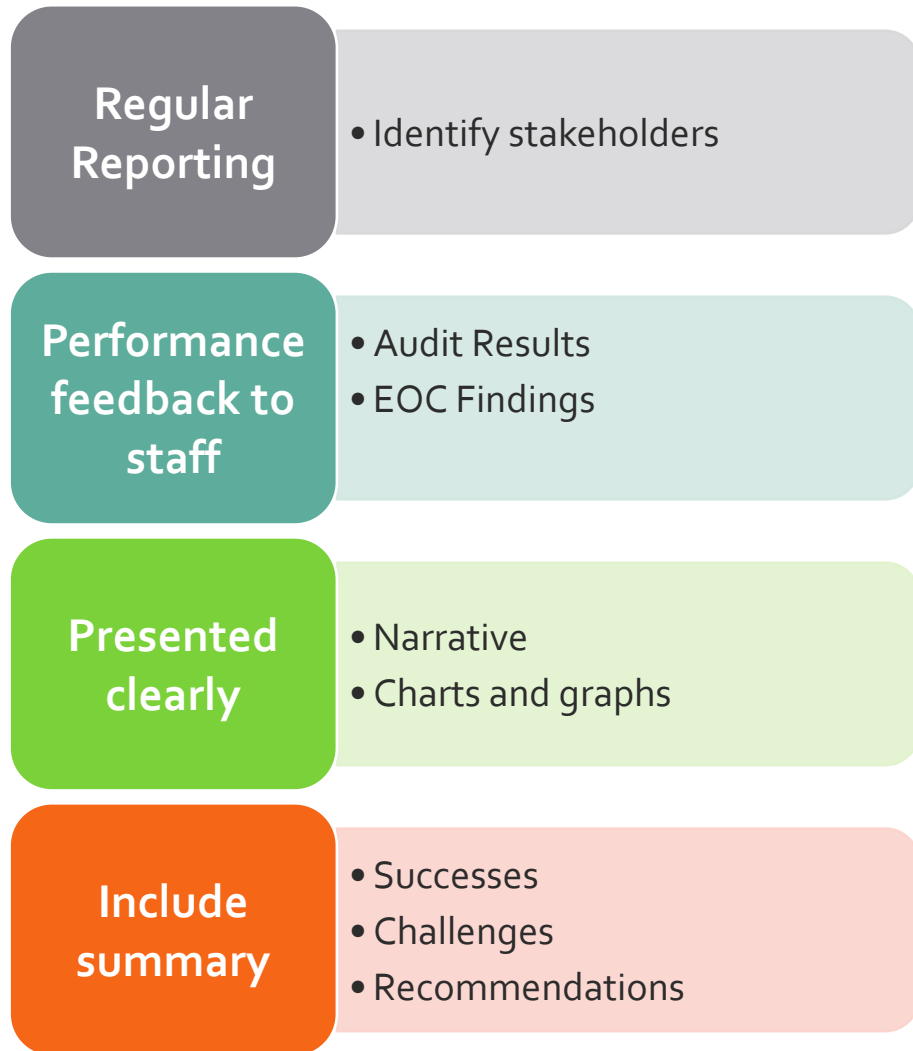 Regular
Reporting
• Identify stakeholders
Performance
feedback to
staff
• Audit Results
• EOC Findings
Presented
clearly
• Narrative
• Charts and graphs
Include
summary
• Successes
• Challenges
• Recommendations